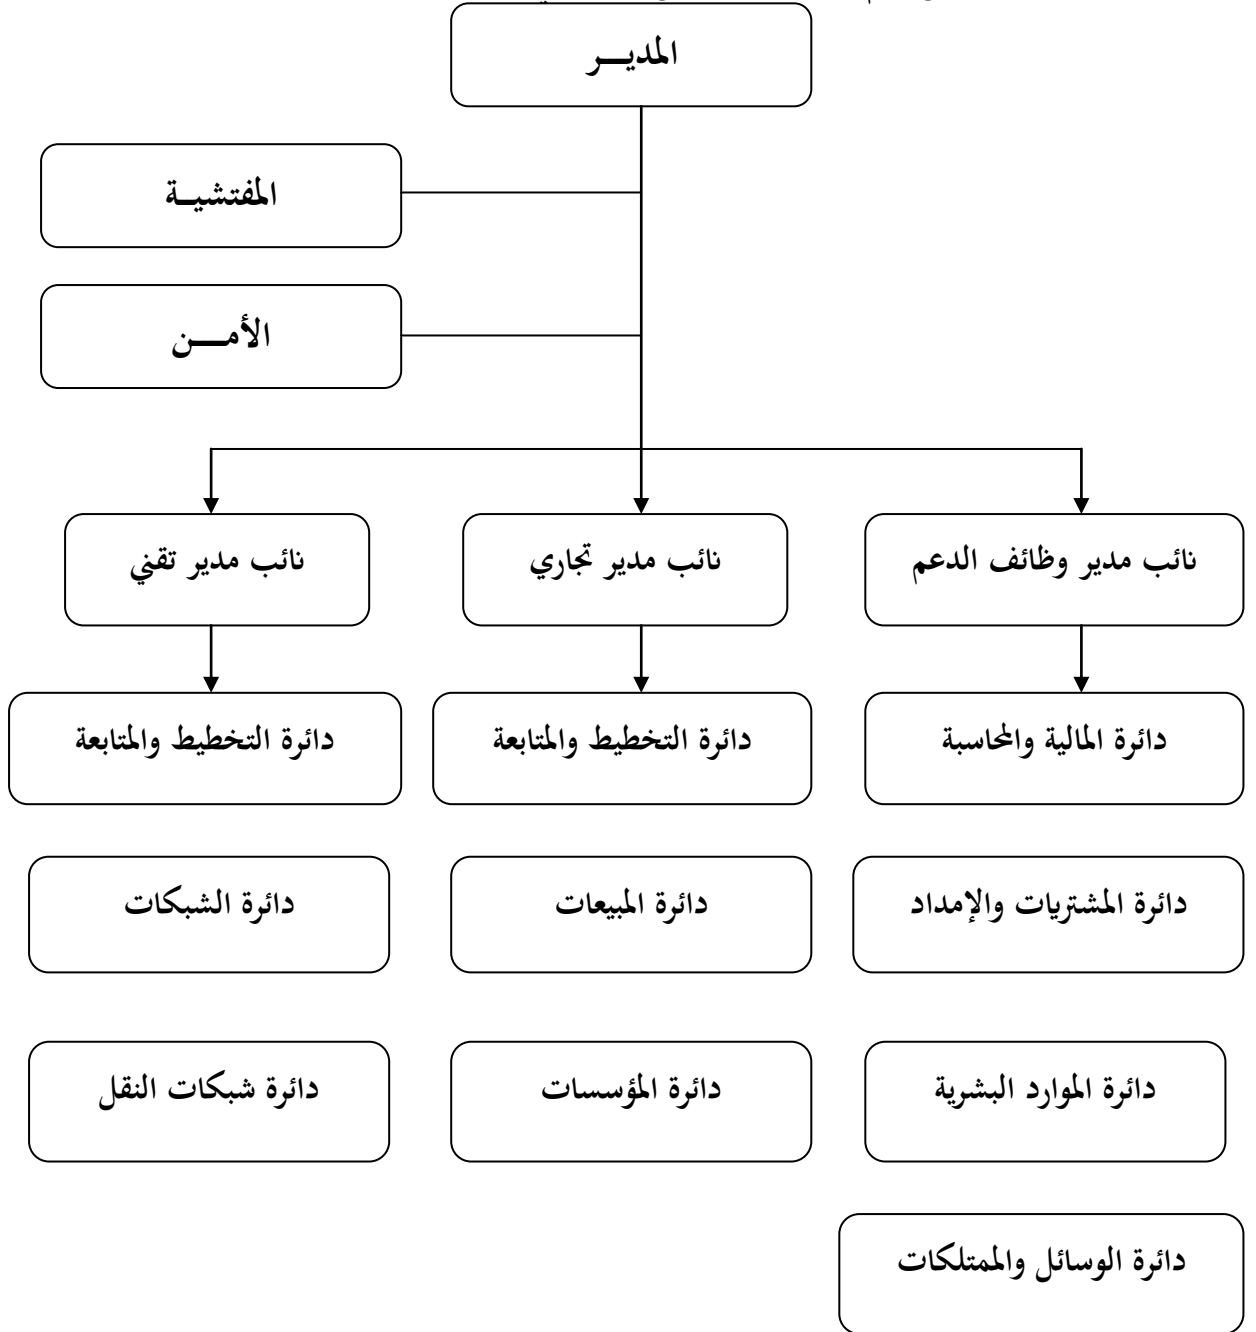 المديـــر
المفتشيــة
الأمـــن
نائب مدير وظائف الدعم
نائب مدير تجاري
نائب مدير تقني
دائرة المالية والمحاسبة
دائرة التخطيط والمتابعة
دائرة التخطيط والمتابعة
دائرة المشتريات والإمداد
دائرة المبيعات
دائرة الشبكات
دائرة الموارد البشرية
دائرة المؤسسات
دائرة شبكات النقل
دائرة الوسائل والممتلكات